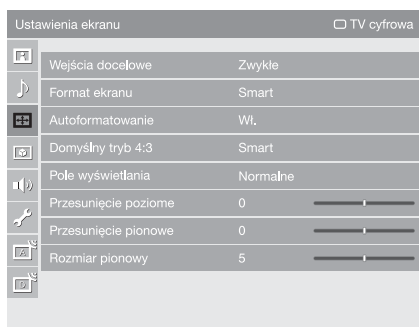 Ustawienia ekranu TV cyfrowa
Wejścia docelowe Zwykłe
Format ekranu Smart
Autoformatowanie Wł.
Domyślny tryb 4:3 Smart
Pole wyświetlania Normalne
Przesunięcie poziome 0
Przesunięcie pionowe 0
Rozmiar pionowy 5
A
D